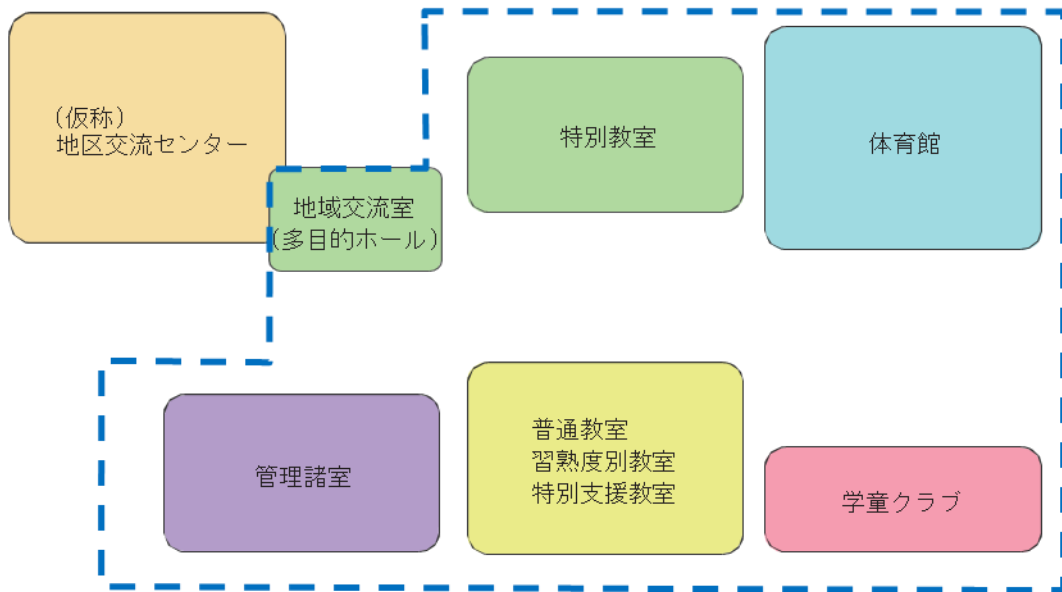 （仮称）
地区交流センター
特別教室
体育館
地域交流室
（多目的ホール）
管理諸室
普通教室
習熟度別教室
特別支援教室
学童クラブ